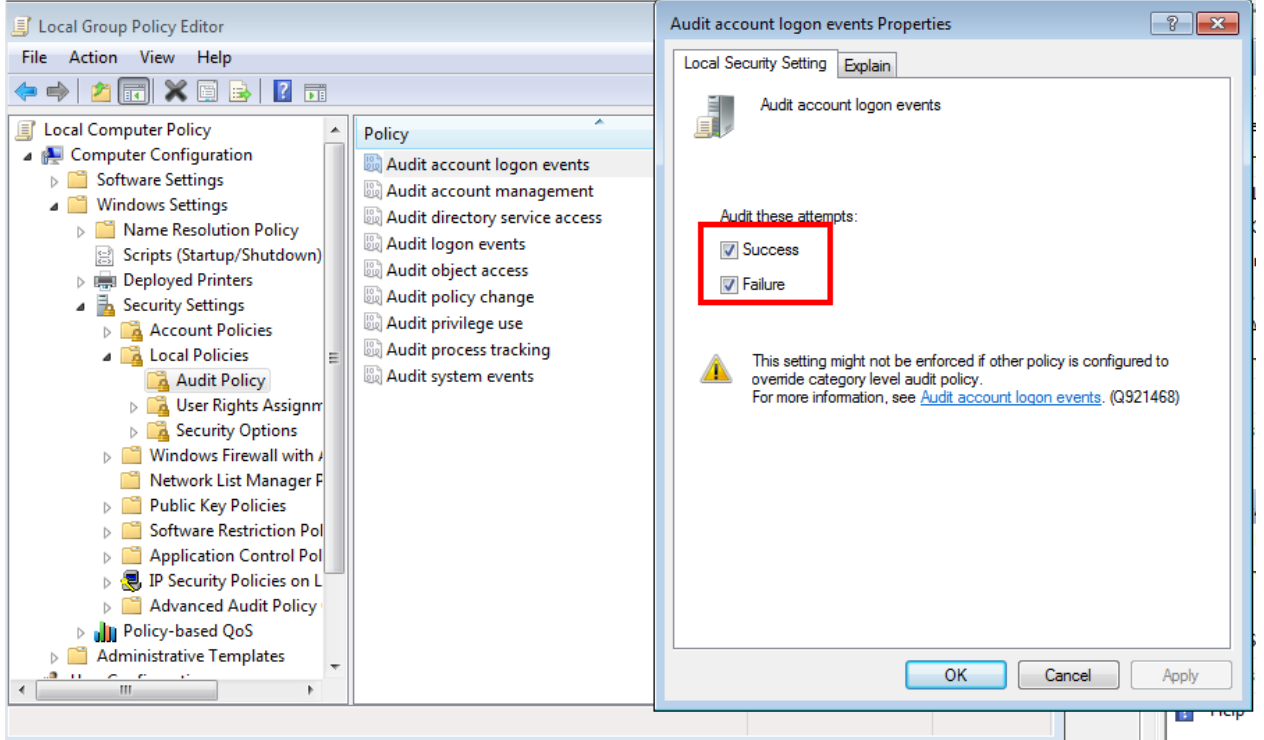 Local Group Policy Editor
File Action View Help
Local Computer Policy
Computer Configuration
Software Settings
Windows Settings
Name Resolution Policy
Scripts (Startup/Shutdown)
Deployed Printers
Security Settings
Account Policies
Local Policies
Audit Policy
User Rights Assignm
Security Options
Windows Firewall with
Network List Manager P
Public Key Policies
Software Restriction Pol
Application Control Pol
IP Security Policies on L
Advanced Audit Policy
Policy-based QoS
Administrative Templates
Policy
Audit account logon events
Audit account management
Audit directory service access
Audit logon events
Audit object access
Audit policy change
Audit privilege use
Audit process tracking
Audit system events
Audit account logon events Properties
Local Security Setting Explain
Audit account logon events
Audit these attempts:
Success
Failure
This setting might not be enforced if other policy is configured to
override category level audit policy.
For more information, see Audit account logon events. (Q921468)
OK Cancel Apply